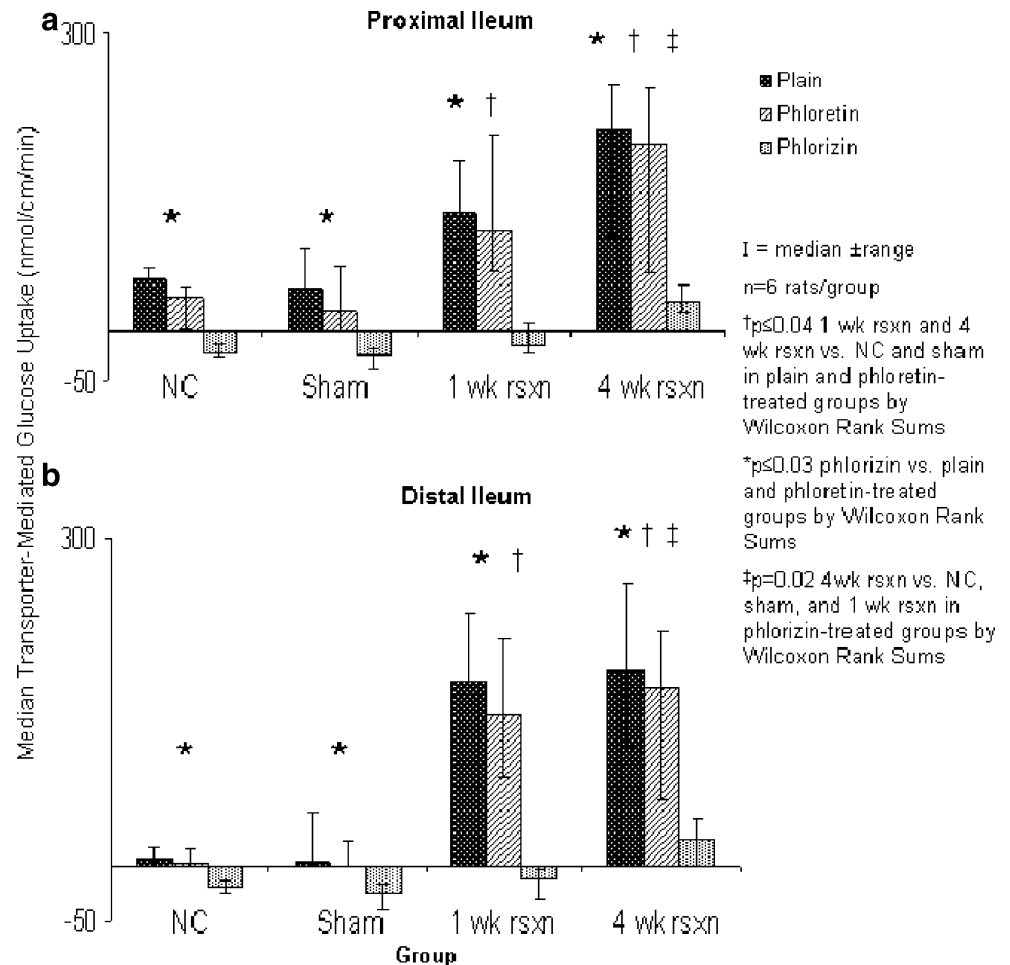 a
Proximal Ileum
300
-50
* 
*
* †
* † ‡
NC
Sham
1 wk rsxn
4 wk rsxn
Plain
Phloretin
Phlorizin
Median Transporter-Mediated Glucose Uptake (nmol/cm/min)
I = median ±range
n=6 rats/group
†p≤0.04 1 wk rsxn and 4
wk rsxn vs. NC and sham
in plain and phloretin-
treated groups by
Wilcoxon Rank Sums
*p≤0.03 phlorizin vs. plain
and phloretin-treated
groups by Wilcoxon Rank
Sums
‡p=0.02 4wk rsxn vs. NC,
sham, and 1 wk rsxn in
phlorizin-treated groups by
Wilcoxon Rank Sums
b
Distal Ileum
300
-50
*
*
* †
* † ‡
NC
Sham
1 wk rsxn
4 wk rsxn
Group